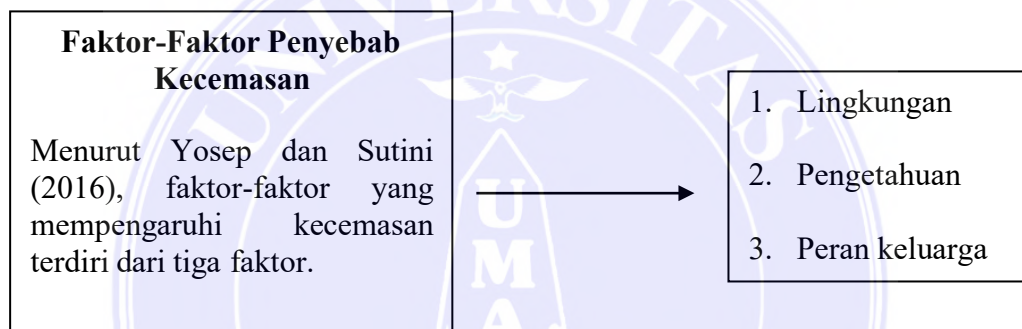 UNIVERSITAS
Faktor-Faktor Penyebab
Kecemasan
Menurut Yosep dan Sutini
(2016), faktor-faktor yang
mempengaruhi kecemasan
terdiri dari tiga faktor.
1. Lingkungan
2. Pengetahuan
3. Peran keluarga
U
M
A